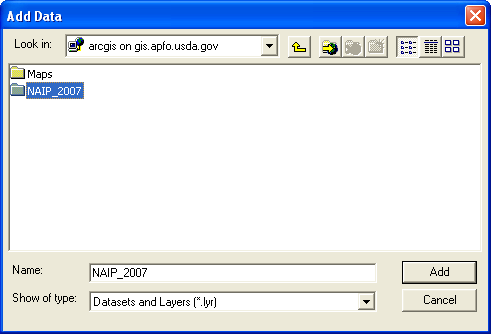 Add Data
Look in: arcgis on gis.apfo.usda.gov
Maps
NAIP_2007
Name: NAIP_2007 Add
Show of type: Datasets and Layers (*.lyr) Cancel